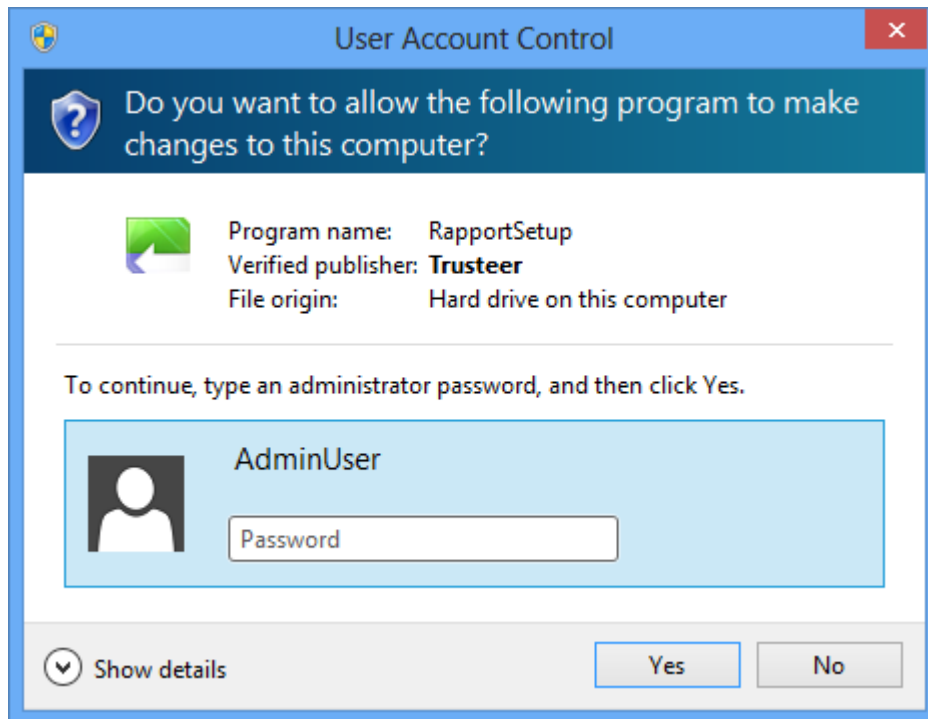 User Account Control
Do you want to allow the following program to make
changes to this computer?
Program name: RapportSetup
Verified publisher: Trusteer
File origin: Hard drive on this computer
To continue, type an administrator password, and then click Yes.
AdminUser
Password
Show details
Yes
No